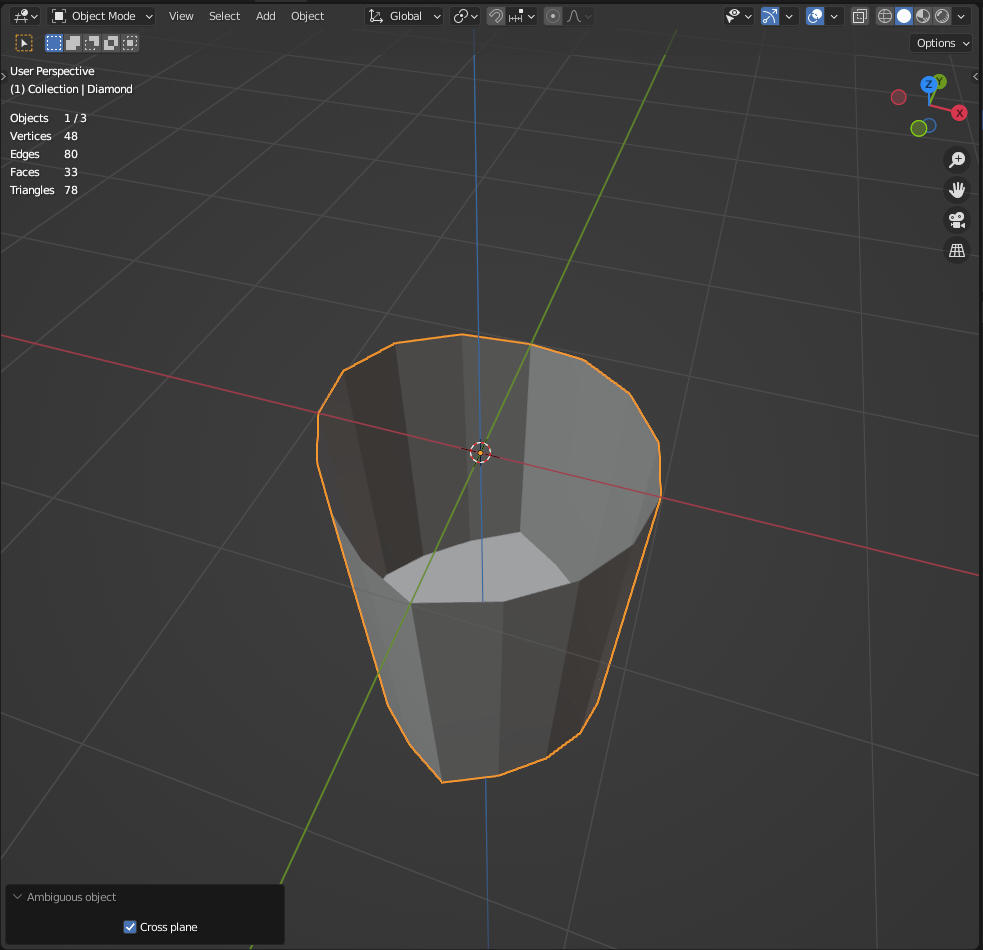 Object Mode View Select Add Object Global
Options
User Perspective
(1) Collection | Diamond
Objects 1 / 3
Vertices 48
Edges 80
Faces 33
Triangles 78
Z Y
X
Ambiguous object
Cross plane